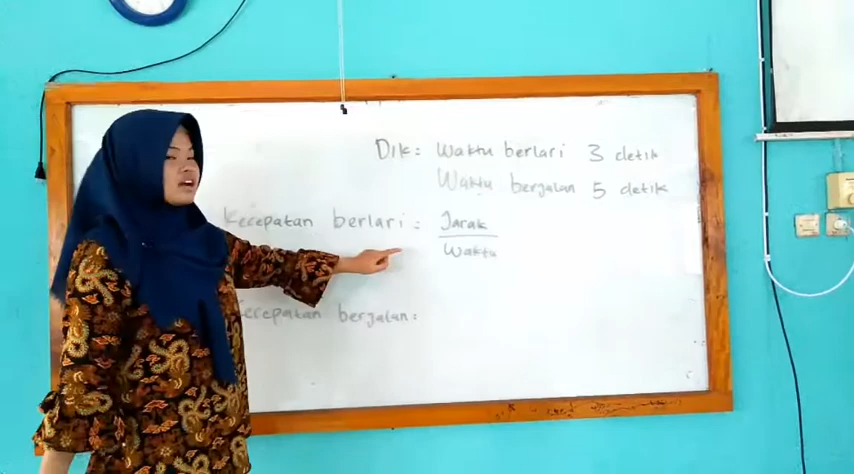 Dik: Waktu berlari 3 detik
Waktu berjalan 5 detik
Kecepatan berlari: Jarak
Waktu
Kecepatan berjalan: